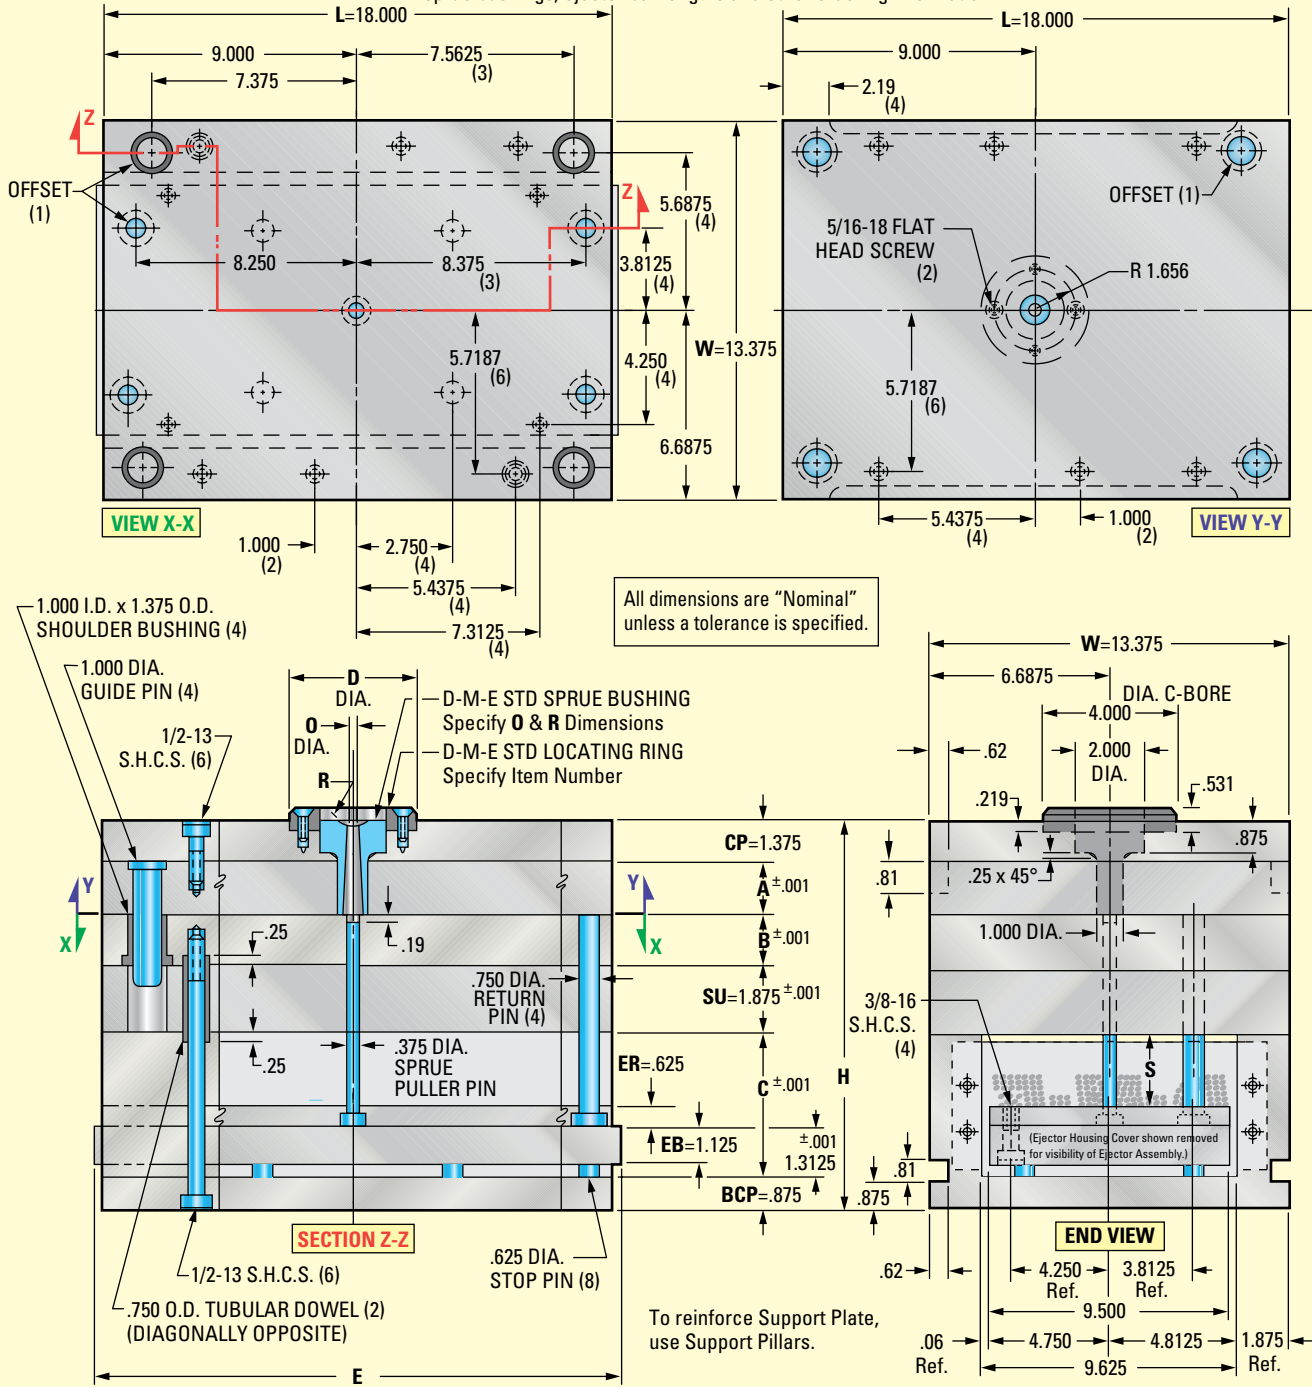 L=18.000
9.000
7.5625
(3)
7.375
Z
OFFSET
(1)
Z
5.6875
(4)
8.250
8.375
(3)
3.8125
(4)
5.7187
(6)
4.250
(4)
W=13.375
6.6875
VIEW X-X
1.000
(2)
2.750
(4)
5.4375
(4)
7.3125
(4)
L=18.000
9.000
2.19
(4)
OFFSET (1)
5/16-18 FLAT
HEAD SCREW
(2)
R 1.656
5.7187
(6)
5.4375
(4)
1.000
(2)
VIEW Y-Y
All dimensions are “Nominal”
unless a tolerance is specified.
1.000 I.D. x 1.375 O.D.
SHOULDER BUSHING (4)
1.000 DIA.
GUIDE PIN (4)
1/2-13
S.H.C.S. (6)
D
DIA.
O
DIA.
R
D-M-E STD SPRUE BUSHING
Specify O & R Dimensions
D-M-E STD LOCATING RING
Specify Item Number
CP=1.375
Y
X
Y
X
A ±.001
B ±.001
.25
.19
.750 DIA.
RETURN
PIN (4)
SU=1.875 ±.001
.25
.375 DIA.
SPRUE
PULLER PIN
ER=.625
C ±.001
H
EB=1.125
±.001
1.3125
BCP=.875
.875
SECTION Z-Z
1/2-13 S.H.C.S. (6)
.625 DIA.
STOP PIN (8)
.750 O.D. TUBULAR DOWEL (2)
(DIAGONALLY OPPOSITE)
E
To reinforce Support Plate,
use Support Pillars.
W=13.375
6.6875
DIA. C-BORE
4.000
.62
2.000
DIA.
.531
.219
.875
.81
.25 x 45°
1.000 DIA.
3/8-16
S.H.C.S.
(4)
S
(Ejector Housing Cover shown removed
for visibility of Ejector Assembly.)
.81
END VIEW
.62
4.250
Ref.
3.8125
Ref.
9.500
.06
Ref.
4.750
4.8125
1.875
Ref.
9.625